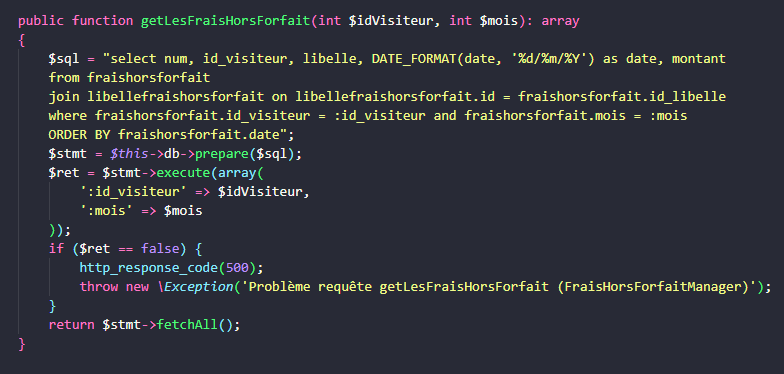 public function getLesFraisHorsForfait(int $idVisiteur, int $mois): array
{
    $sql = "select num, id_visiteur, libelle, DATE_FORMAT(date, '%d/%m/%Y') as date, montant
    from fraishorsforfait
    join libellefraishorsforfait on libellefraishorsforfait.id = fraishorsforfait.id_libelle
    where fraishorsforfait.id_visiteur = :id_visiteur and fraishorsforfait.mois = :mois
    ORDER BY fraishorsforfait.date";
    $stmt = $this->db->prepare($sql);
    $ret = $stmt->execute(array(
        ':id_visiteur' => $idVisiteur,
        ':mois' => $mois
    ));
    if ($ret == false) {
        http_response_code(500);
        throw new \Exception('Problème requête getLesFraisHorsForfait (FraisHorsForfaitManager)');
    }
    return $stmt->fetchAll();
}